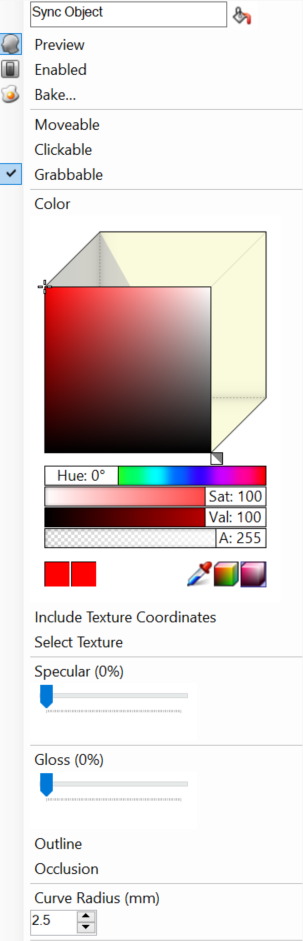 Sync Object
Preview
Enabled
Bake...
Moveable
Clickable
Grabbable
Color
Hue: 0°
Sat: 100
Val: 100
A: 255
Include Texture Coordinates
Select Texture
Specular (0%)
Gloss (0%)
Outline
Occlusion
Curve Radius (mm)
2.5